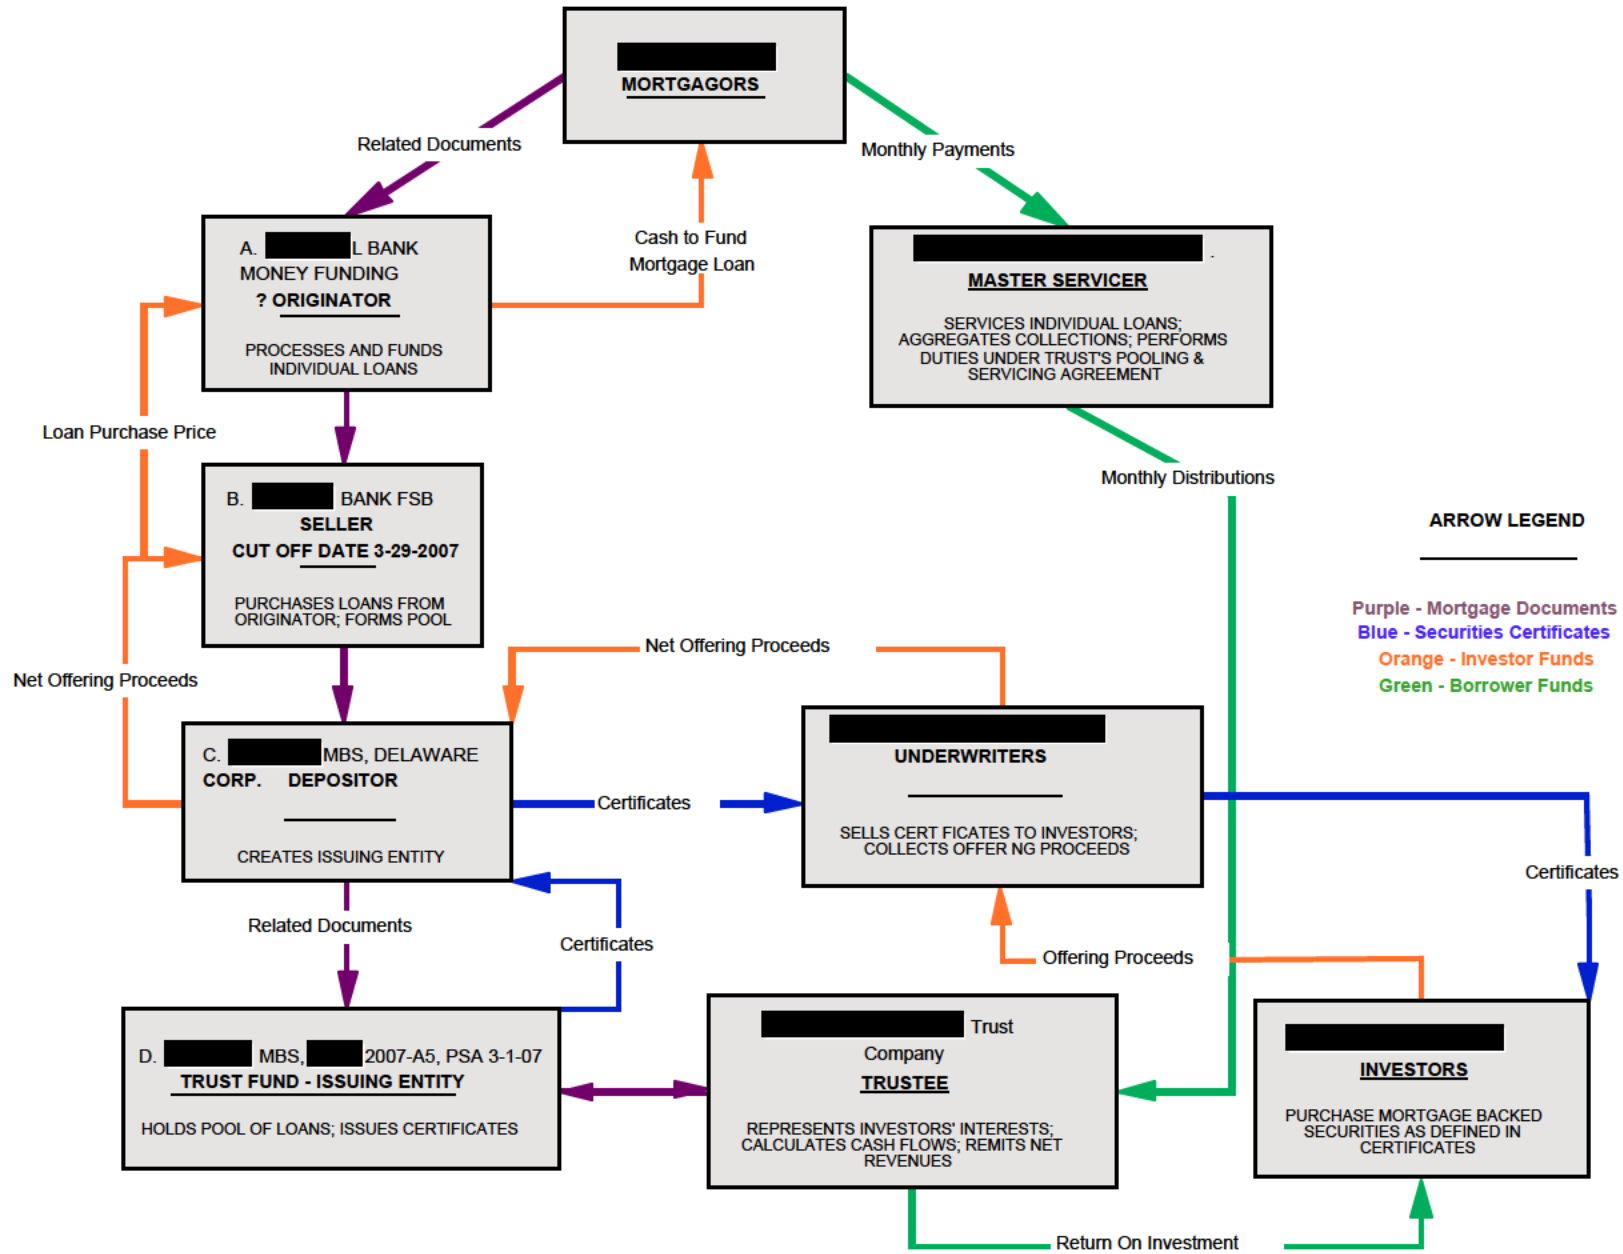 MORTGAGORS
Related Documents
Monthly Payments
Cash to Fund
Mortgage Loan
A. L BANK
MONEY FUNDING
? ORIGINATOR
PROCESSES AND FUNDS
INDIVIDUAL LOANS
.
MASTER SERVICER
SERVICES INDIVIDUAL LOANS;
AGGREGATES COLLECTIONS; PERFORMS
DUTIES UNDER TRUST'S POOLING &
SERVICING AGREEMENT
Loan Purchase Price
Monthly Distributions
B. BANK FSB
SELLER
CUT OFF DATE 3-29-2007
PURCHASES LOANS FROM
ORIGINATOR; FORMS POOL
ARROW LEGEND
Purple - Mortgage Documents
Blue - Securities Certificates
Orange - Investor Funds
Green - Borrower Funds
Net Offering Proceeds
Net Offering Proceeds
C. MBS, DELAWARE
CORP. DEPOSITOR
CREATES ISSUING ENTITY
Certificates
UNDERWRITERS
SELLS CERT FICATES TO INVESTORS;
COLLECTS OFFER NG PROCEEDS
Certificates
Related Documents
Certificates
Offering Proceeds
D. MBS, 2007-A5, PSA 3-1-07
TRUST FUND - ISSUING ENTITY
HOLDS POOL OF LOANS; ISSUES CERTIFICATES
Trust
Company
TRUSTEE
REPRESENTS INVESTORS' INTERESTS;
CALCULATES CASH FLOWS; REMITS NET
REVENUES
INVESTORS
PURCHASE MORTGAGE BACKED
SECURITIES AS DEFINED IN
CERTIFICATES
Return On Investment